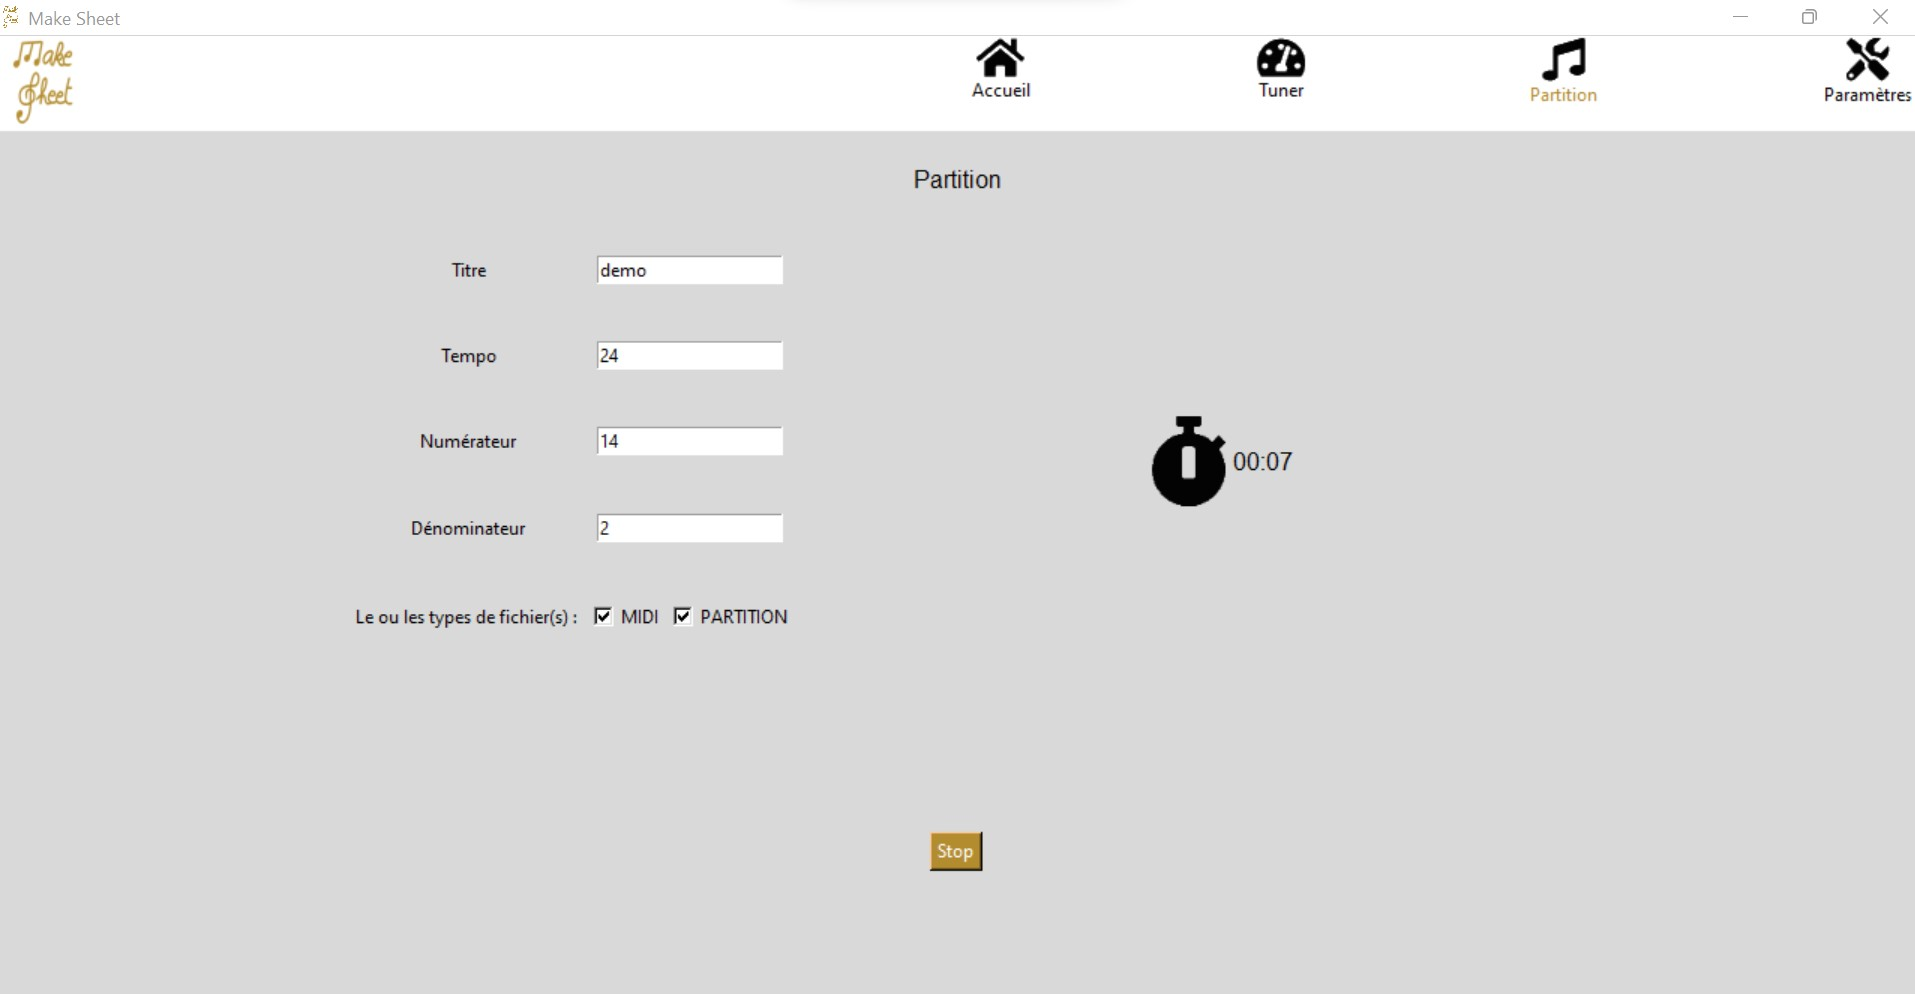 Make Sheet
Make
Sheet
Accueil
Tuner
Partition
Paramètres
Partition
Titre
demo
Tempo
24
Numérateur
14
00:07
Dénominateur
2
Le ou les types de fichier(s) : MIDI PARTITION
Stop